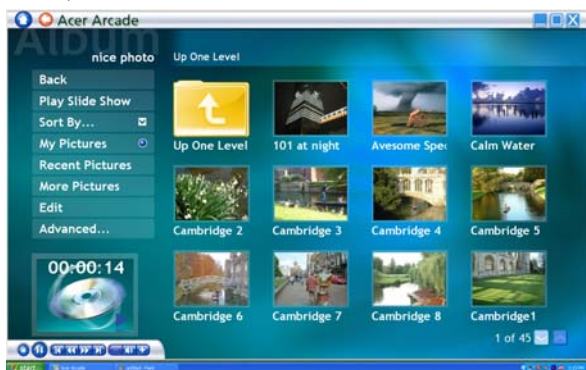 Acer Arcade
Album
nice photo
Up One Level
Back
Play Slide Show
Sort By...
My Pictures
Recent Pictures
More Pictures
Edit
Advanced...
00:00:14
Up One Level
101 at night
Avesome Spec
Calm Water
Cambridge 2
Cambridge 3
Cambridge 4
Cambridge 5
Cambridge 6
Cambridge 7
Cambridge 8
Cambridge1
1 of 45
start